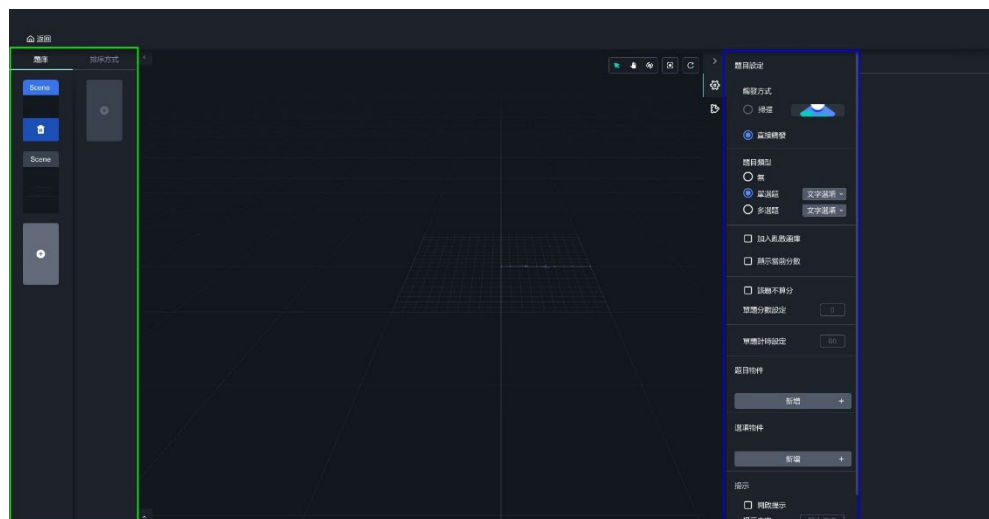 返回
題庫
排序方式
Scene
Scene
題目設定
觸發方式
掃描
直接觸發
題目類型
無
單選題 文字選項
多選題 文字選項
加入亂數題庫
顯示當前分數
該題不算分
單題分數設定 0
單題計時設定 60
題目物件
新增 +
選項物件
新增 +
提示
開啟提示